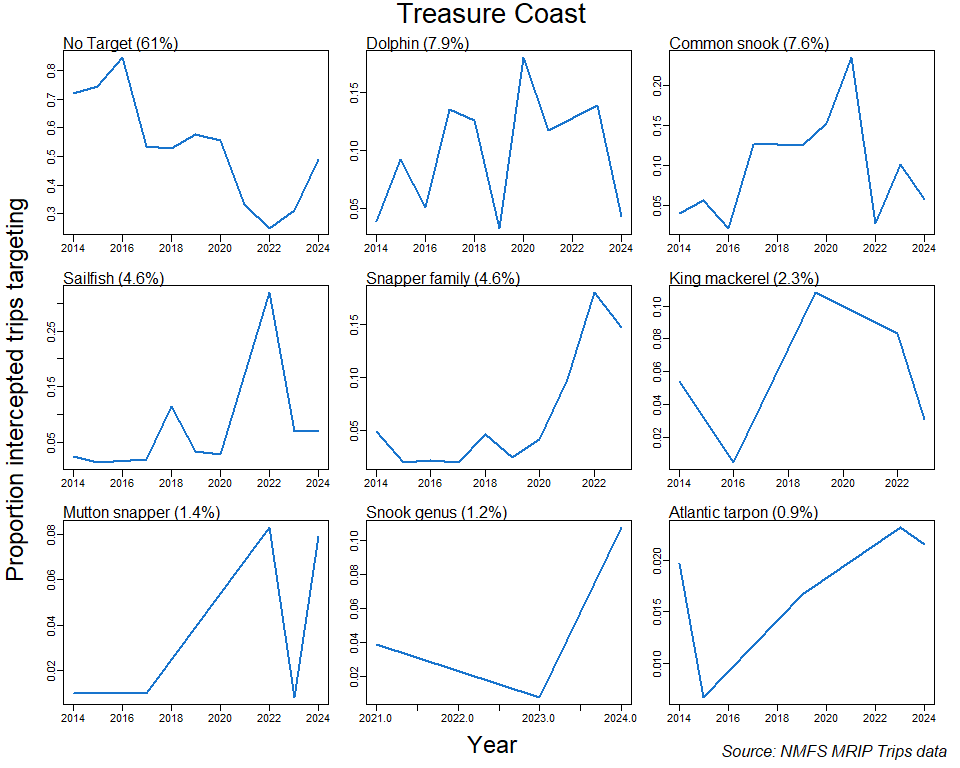 Treasure Coast
No Target (61%)
Dolphin (7.9%)
Common snook (7.6%)
0.3 0.4 0.5 0.6 0.7 0.8
0.05 0.10 0.15
0.05 0.10 0.15 0.20
2014 2016 2018 2020 2022 2024
2014 2016 2018 2020 2022 2024
2014 2016 2018 2020 2022 2024
Proportion intercepted trips targeting
Sailfish (4.6%)
Snapper family (4.6%)
King mackerel (2.3%)
0.05 0.15 0.25
0.05 0.10 0.15
0.02 0.04 0.06 0.08 0.10
2014 2016 2018 2020 2022 2024
2014 2016 2018 2020 2022
2014 2016 2018 2020 2022
Mutton snapper (1.4%)
Snook genus (1.2%)
Atlantic tarpon (0.9%)
0.02 0.04 0.06 0.08
0.02 0.04 0.06 0.08 0.10
0.010 0.015 0.020
2014 2016 2018 2020 2022 2024
2021.0 2022.0 2023.0 2024.0
2014 2016 2018 2020 2022 2024
Year
Source: NMFS MRIP Trips data